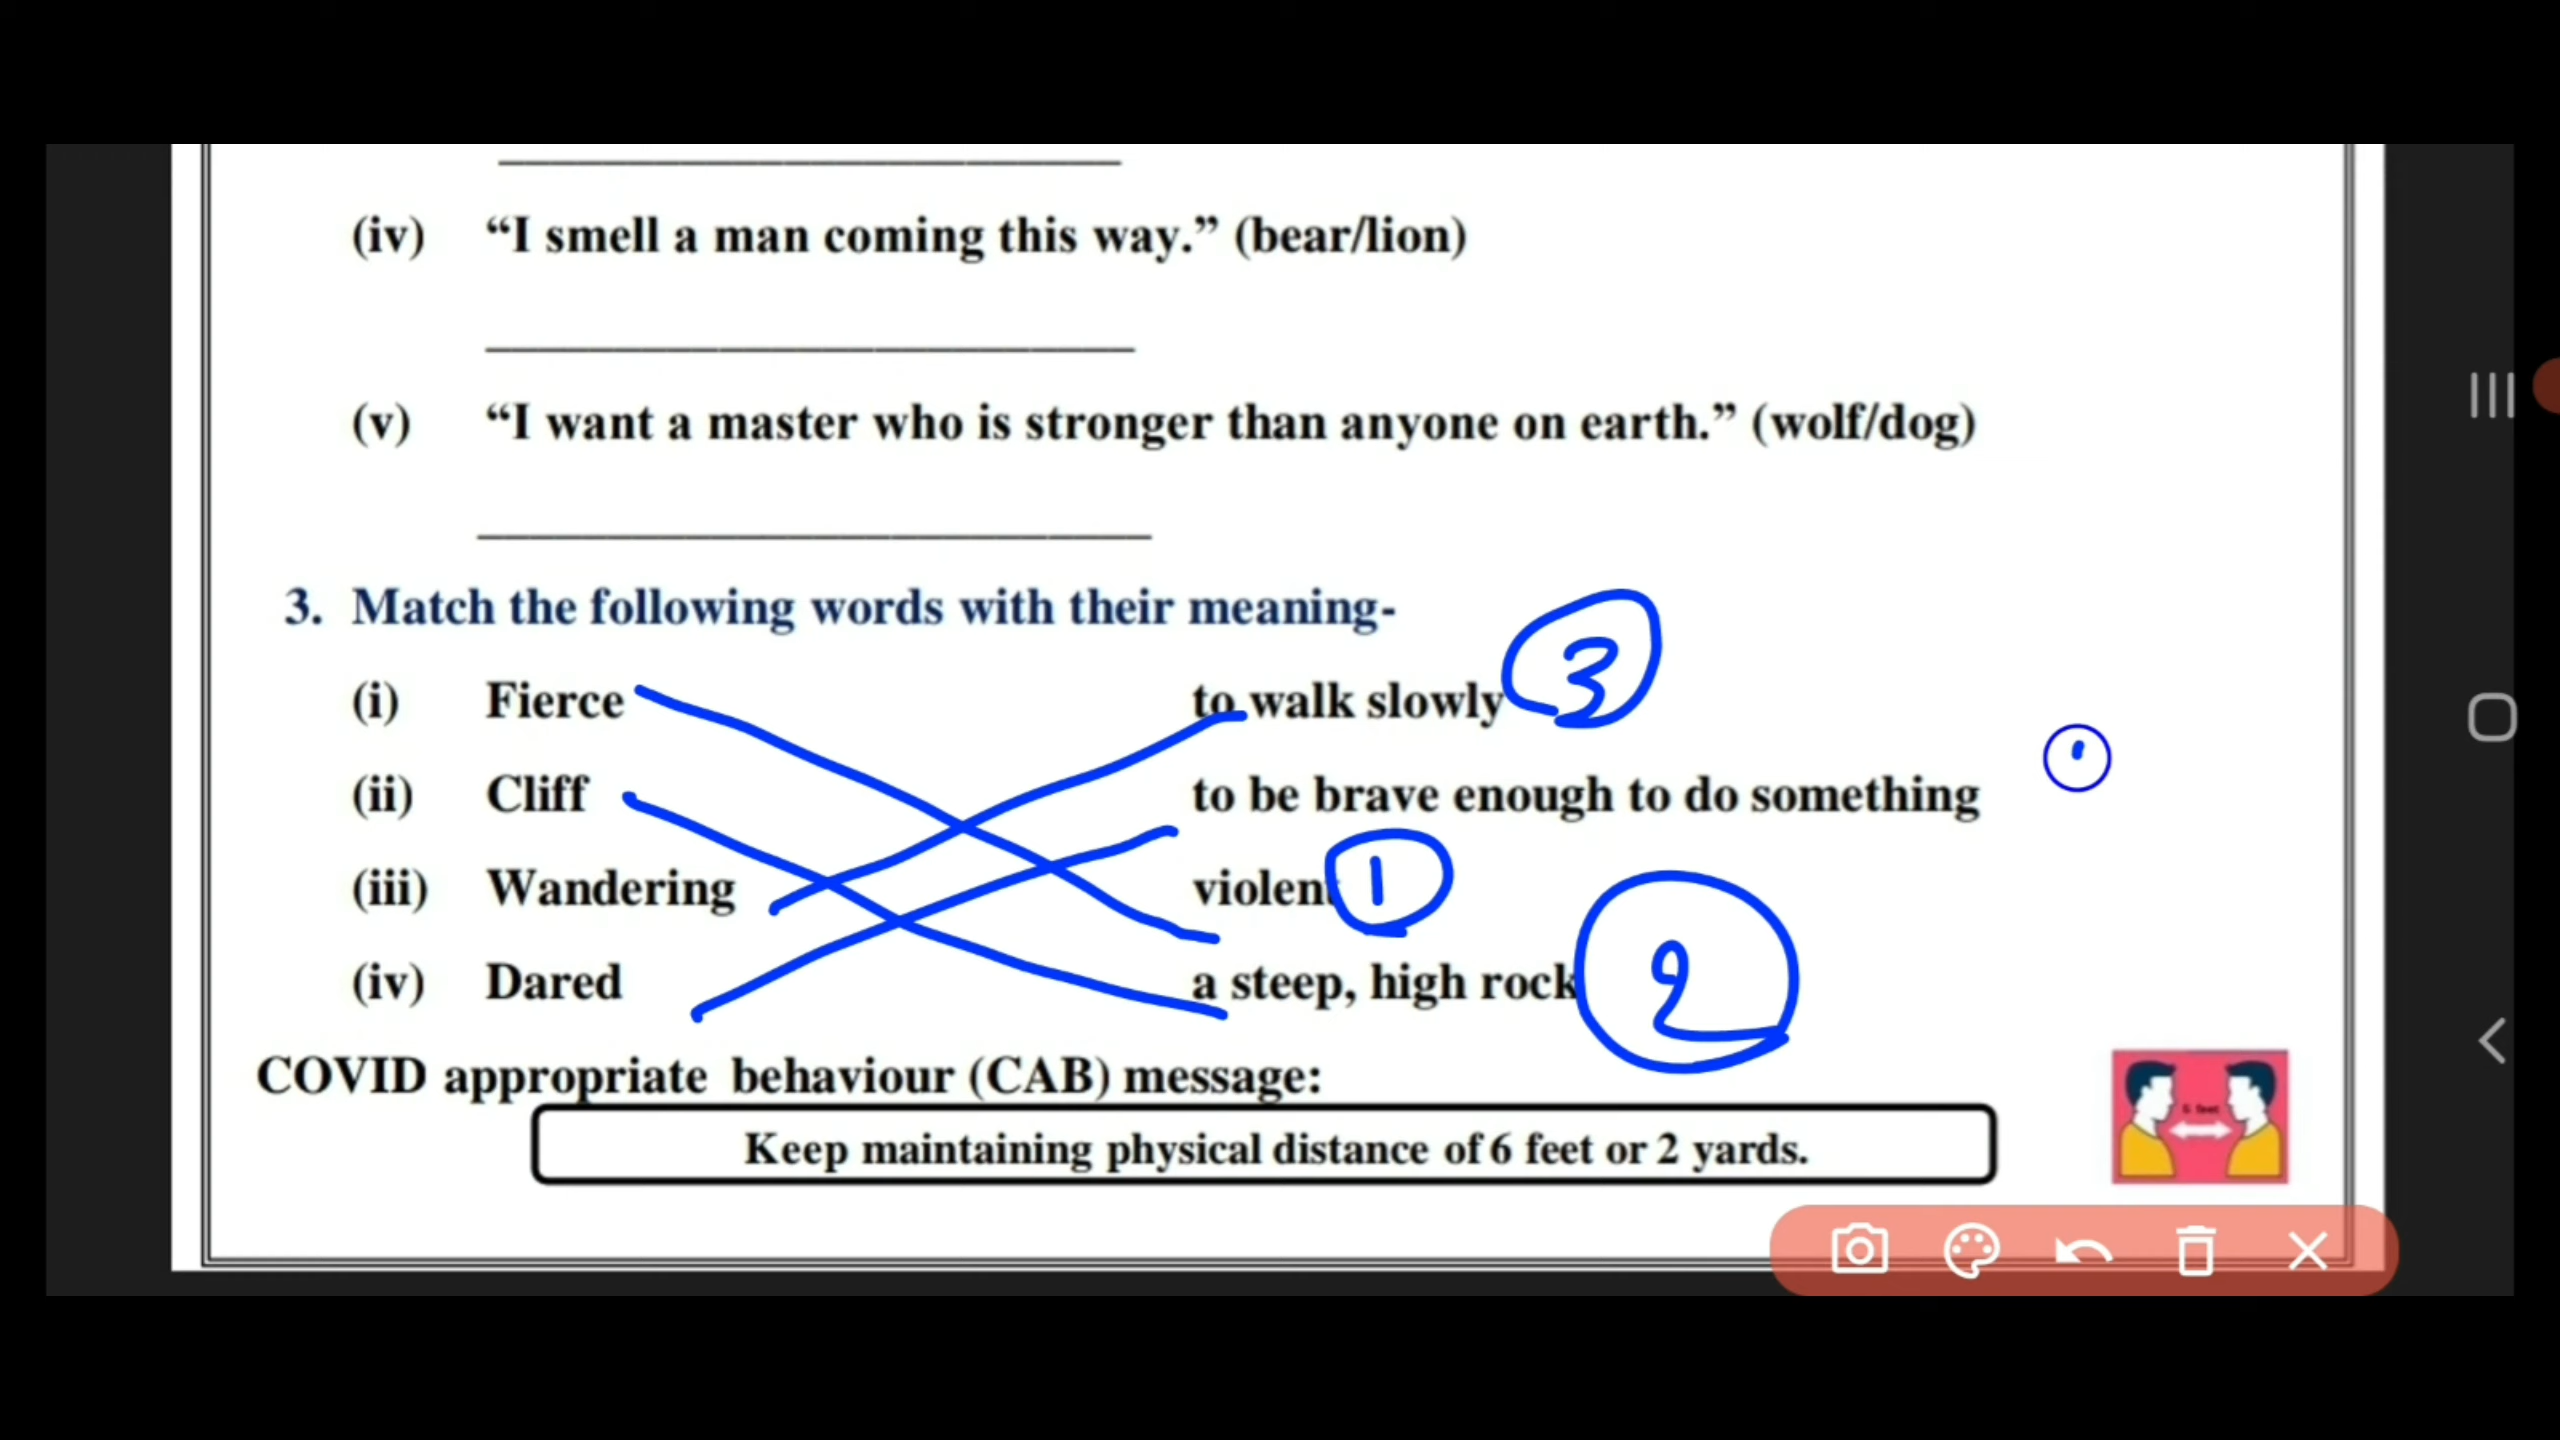 (iv) “I smell a man coming this way.” (bear/lion)
(v) “I want a master who is stronger than anyone on earth.” (wolf/dog)
3. Match the following words with their meaning-
(i) Fierce to walk slowly 3
(ii) Cliff to be brave enough to do something
(iii) Wandering violent 1
(iv) Dared a steep, high rock 2
COVID appropriate behaviour (CAB) message:
6 feet
Keep maintaining physical distance of 6 feet or 2 yards.